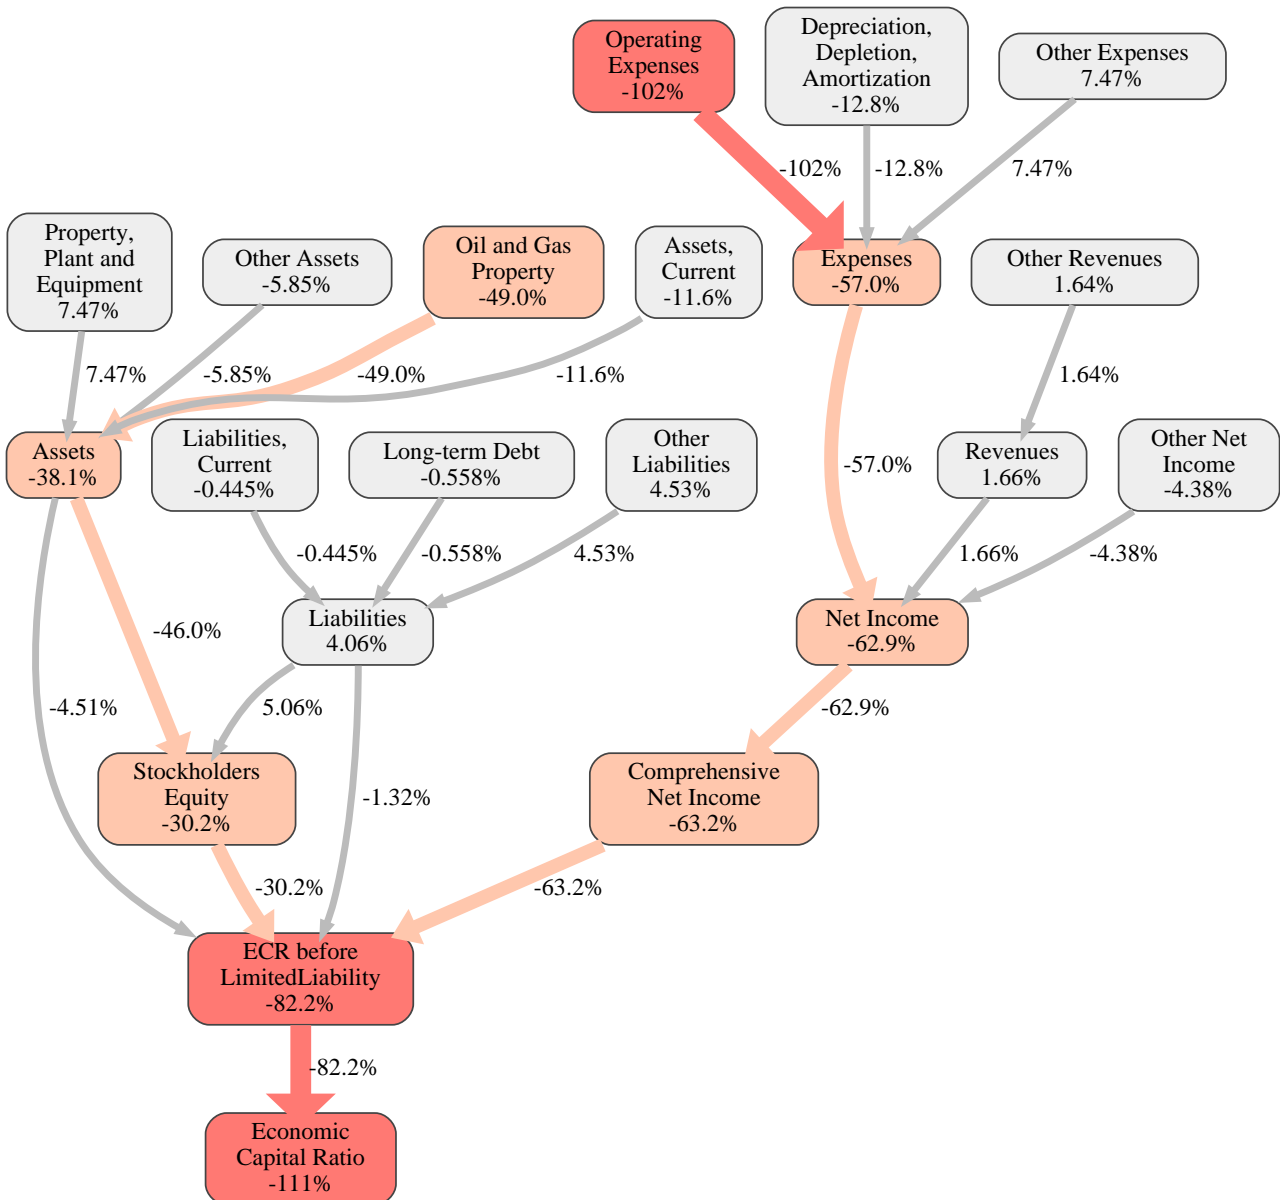 Operating
Expenses
-102%
Depreciation,
Depletion,
Amortization
-12.8%
Other Expenses
7.47%
-102%
-12.8%
7.47%
Property,
Plant and
Equipment
7.47%
Other Assets
-5.85%
Oil and Gas
Property
-49.0%
Assets,
Current
-11.6%
Expenses
-57.0%
Other Revenues
1.64%
7.47%
-5.85%
-49.0%
-11.6%
1.64%
Assets
-38.1%
Liabilities,
Current
-0.445%
Long-term Debt
-0.558%
Other
Liabilities
4.53%
-57.0%
Revenues
1.66%
Other Net
Income
-4.38%
-0.445%
-0.558%
4.53%
1.66%
-4.38%
-46.0%
Liabilities
4.06%
Net Income
-62.9%
-4.51%
5.06%
-62.9%
Stockholders
Equity
-30.2%
-1.32%
Comprehensive
Net Income
-63.2%
-30.2%
-63.2%
ECR before
LimitedLiability
-82.2%
-82.2%
Economic
Capital Ratio
-111%